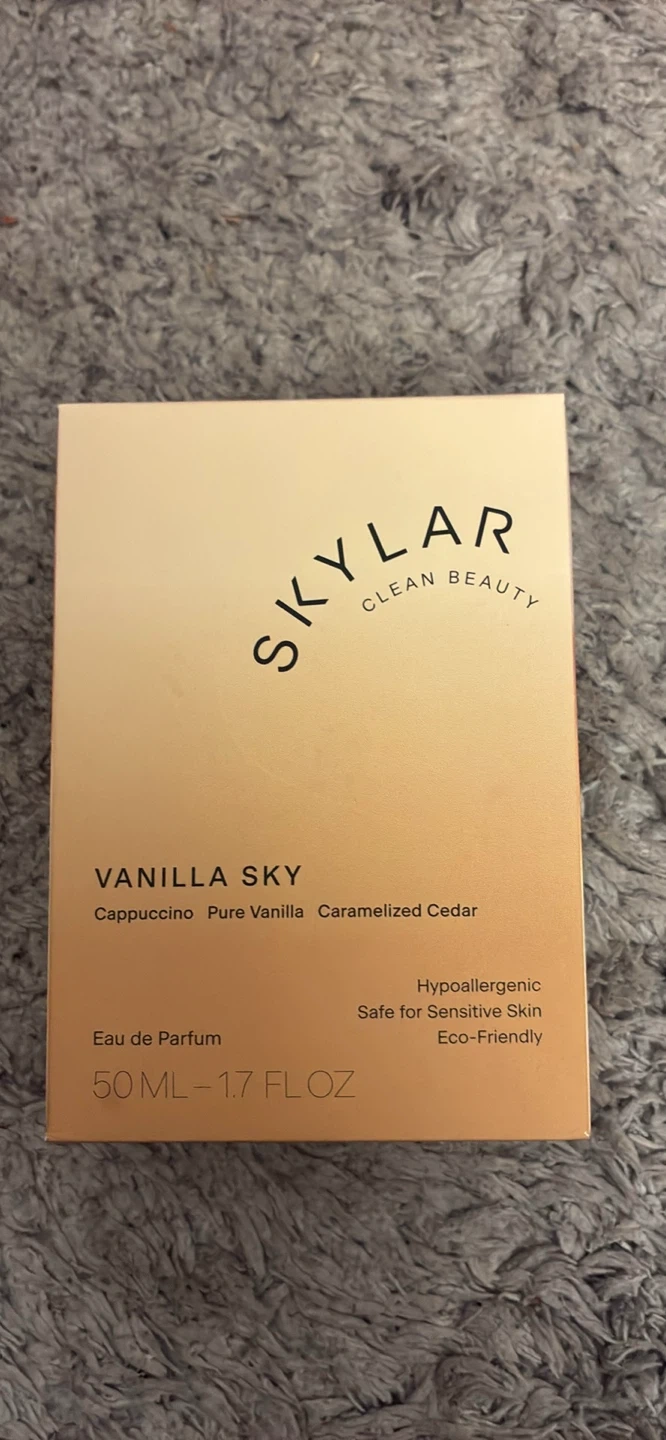 SKYLAR
CLEAN BEAUTY
VANILLA SKY
Cappuccino Pure Vanilla Caramelized Cedar
Hypoallergenic
Safe for Sensitive Skin
Eco-Friendly
Eau de Parfum
50 ML – 1.7 FL OZ